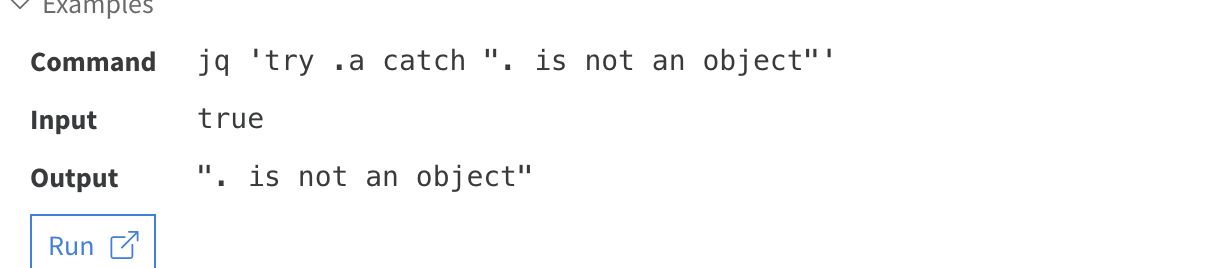 Examples
Command jq 'try .a catch ". is not an object"'
Input true
Output ". is not an object"
Run